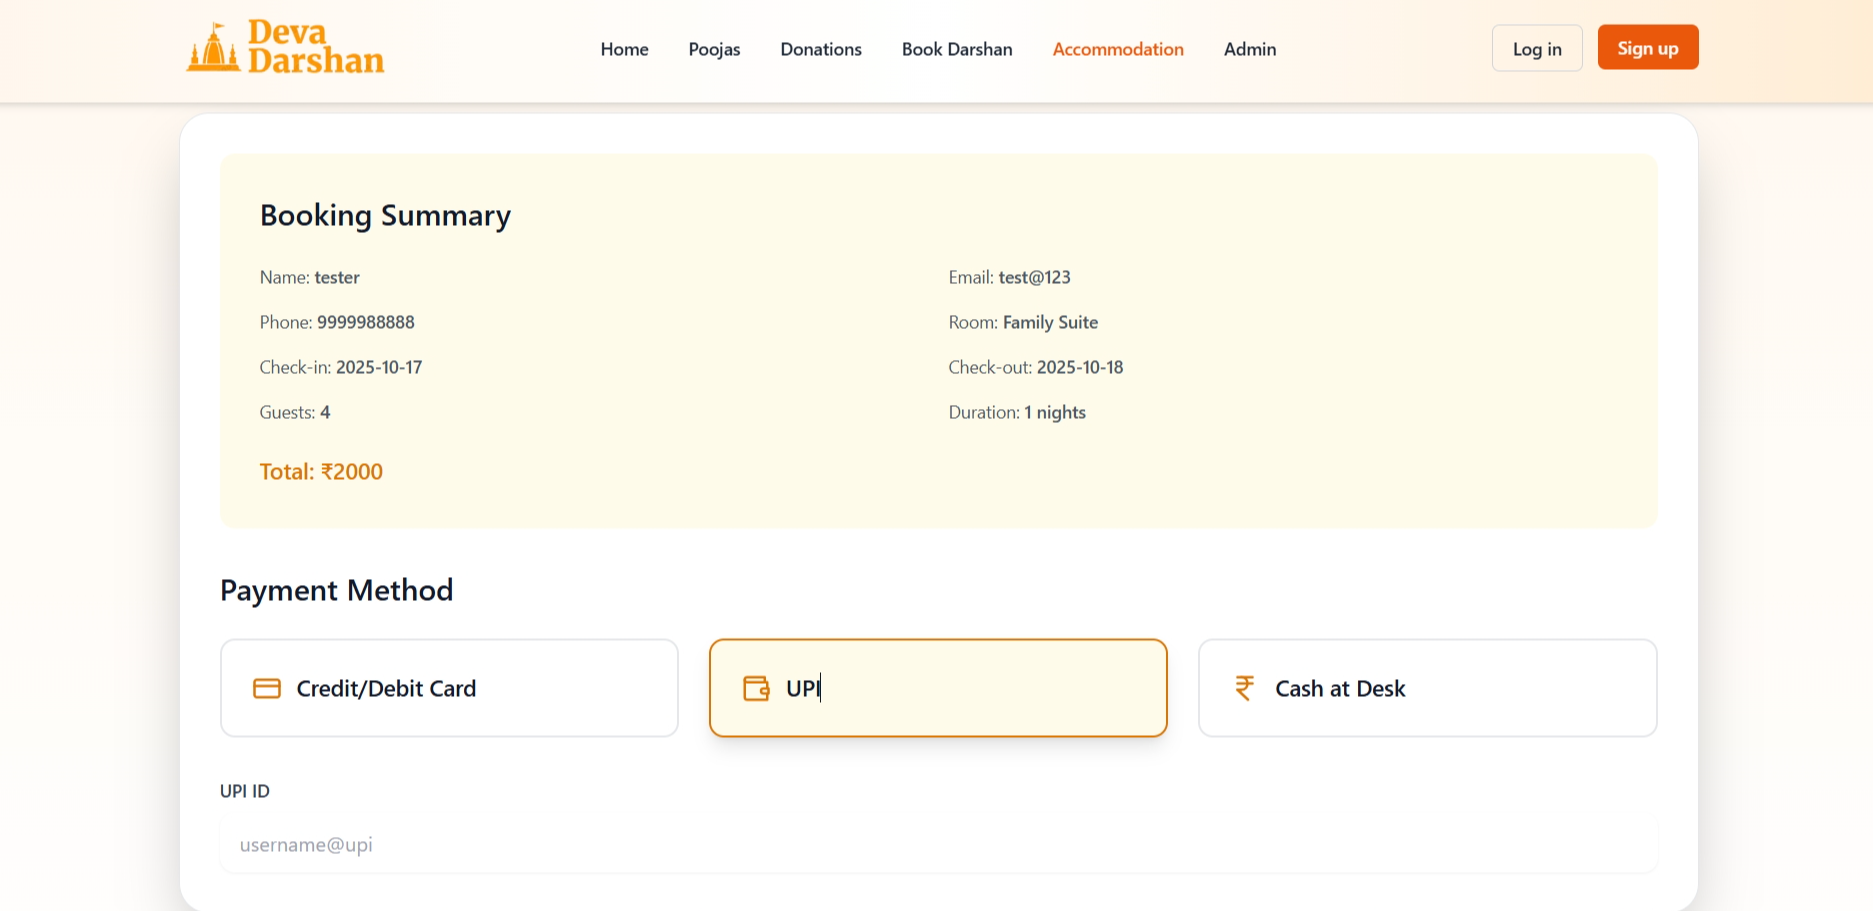 Deva
Darshan
Home Poojas Donations Book Darshan Accommodation Admin Log in Sign up
Booking Summary
Name: tester Email: test@123
Phone: 9999988888 Room: Family Suite
Check-in: 2025-10-17 Check-out: 2025-10-18
Guests: 4 Duration: 1 nights
Total: ₹2000
Payment Method
Credit/Debit Card UPI ₹ Cash at Desk
UPI ID
username@upi